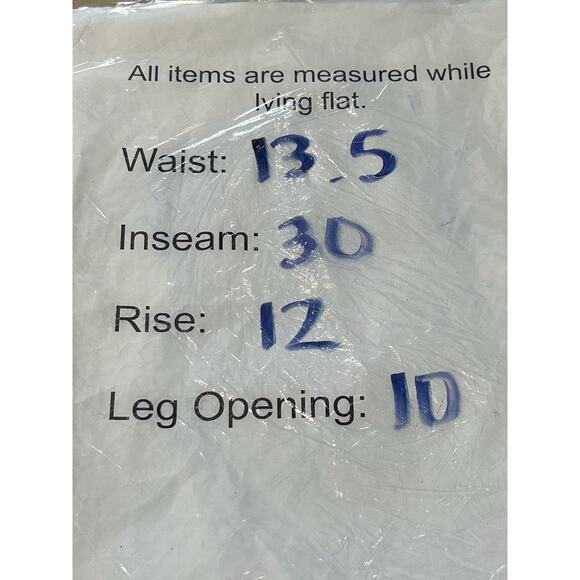 All items are measured while
lying flat.
Waist: 13.5
Inseam: 30
Rise: 12
Leg Opening: 10